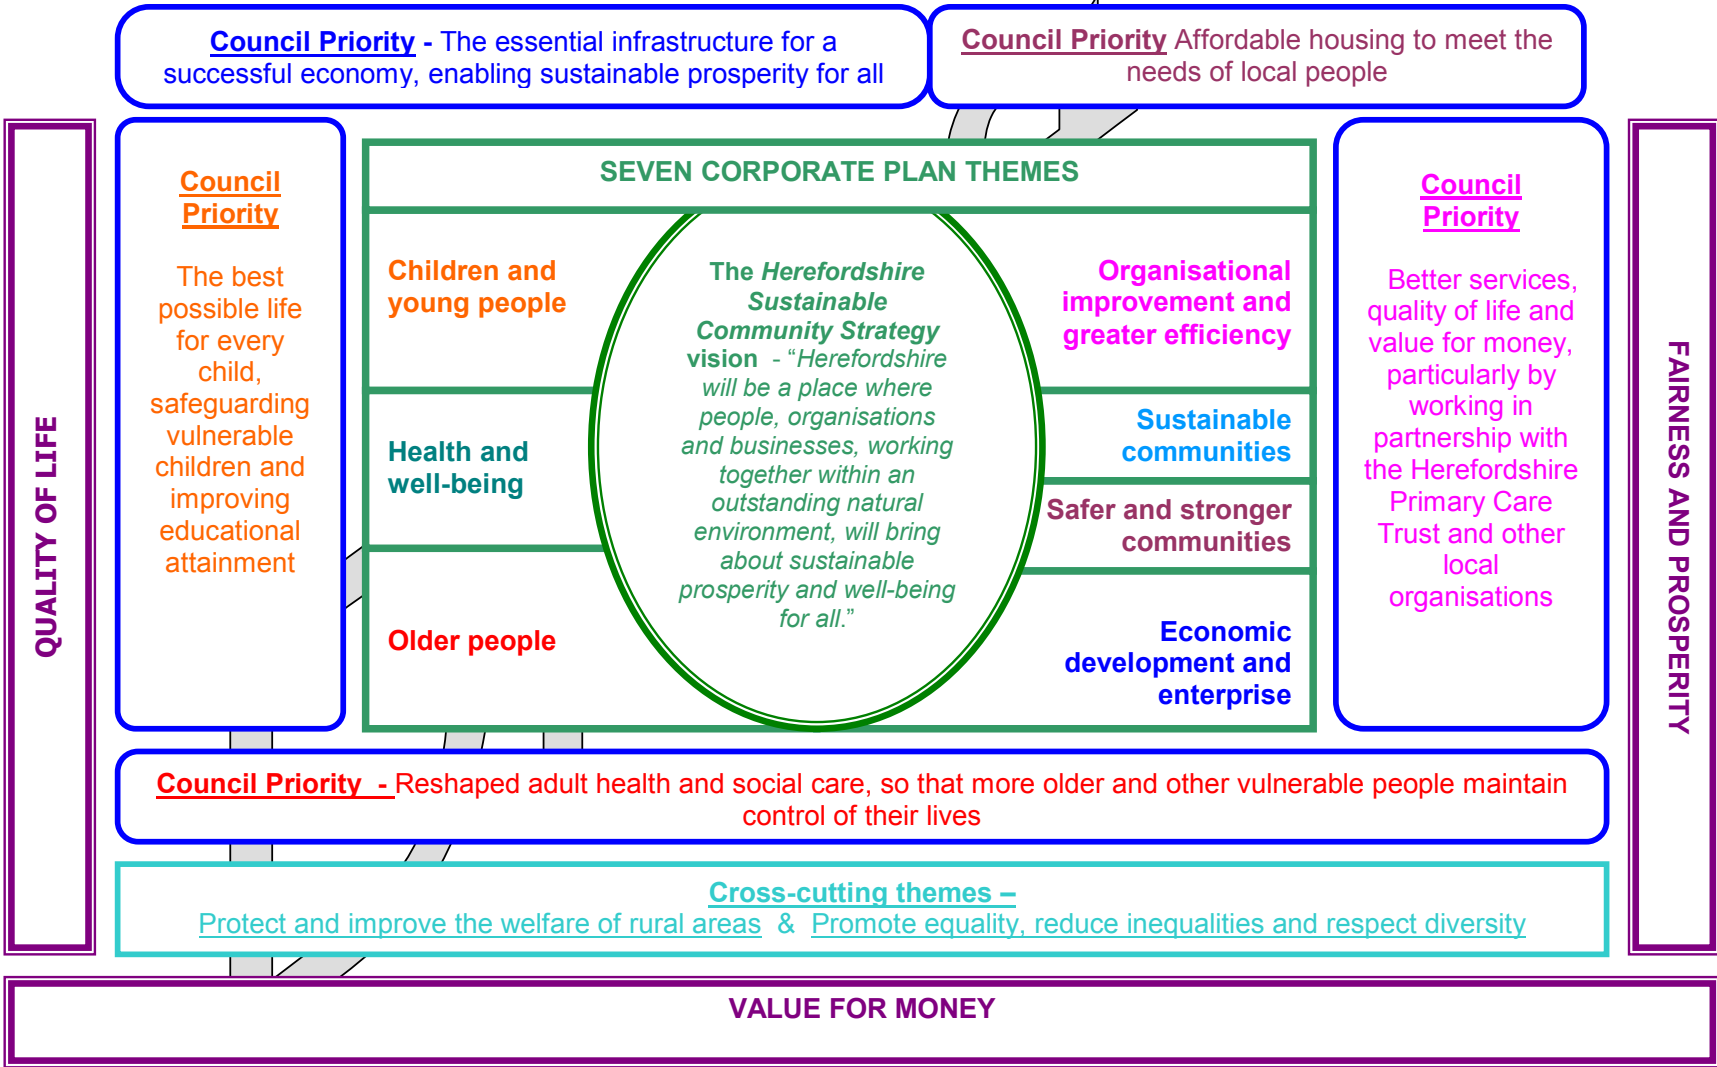 Council Priority - The essential infrastructure for a
successful economy, enabling sustainable prosperity for all
Council Priority Affordable housing to meet the
needs of local people
QUALITY OF LIFE
Council
Priority
The best
possible life
for every
child,
safeguarding
vulnerable
children and
improving
educational
attainment
SEVEN CORPORATE PLAN THEMES
Children and
young people
Health and
well-being
Older people
The Herefordshire
Sustainable
Community Strategy
vision - “Herefordshire
will be a place where
people, organisations
and businesses, working
together within an
outstanding natural
environment, will bring
about sustainable
prosperity and well-being
for all.”
Organisational
improvement and
greater efficiency
Sustainable
communities
Safer and stronger
communities
Economic
development and
enterprise
Council
Priority
Better services,
quality of life and
value for money,
particularly by
working in
partnership with
the Herefordshire
Primary Care
Trust and other
local
organisations
FAIRNESS AND PROSPERITY
Council Priority - Reshaped adult health and social care, so that more older and other vulnerable people maintain
control of their lives
Cross-cutting themes –
Protect and improve the welfare of rural areas & Promote equality, reduce inequalities and respect diversity
VALUE FOR MONEY